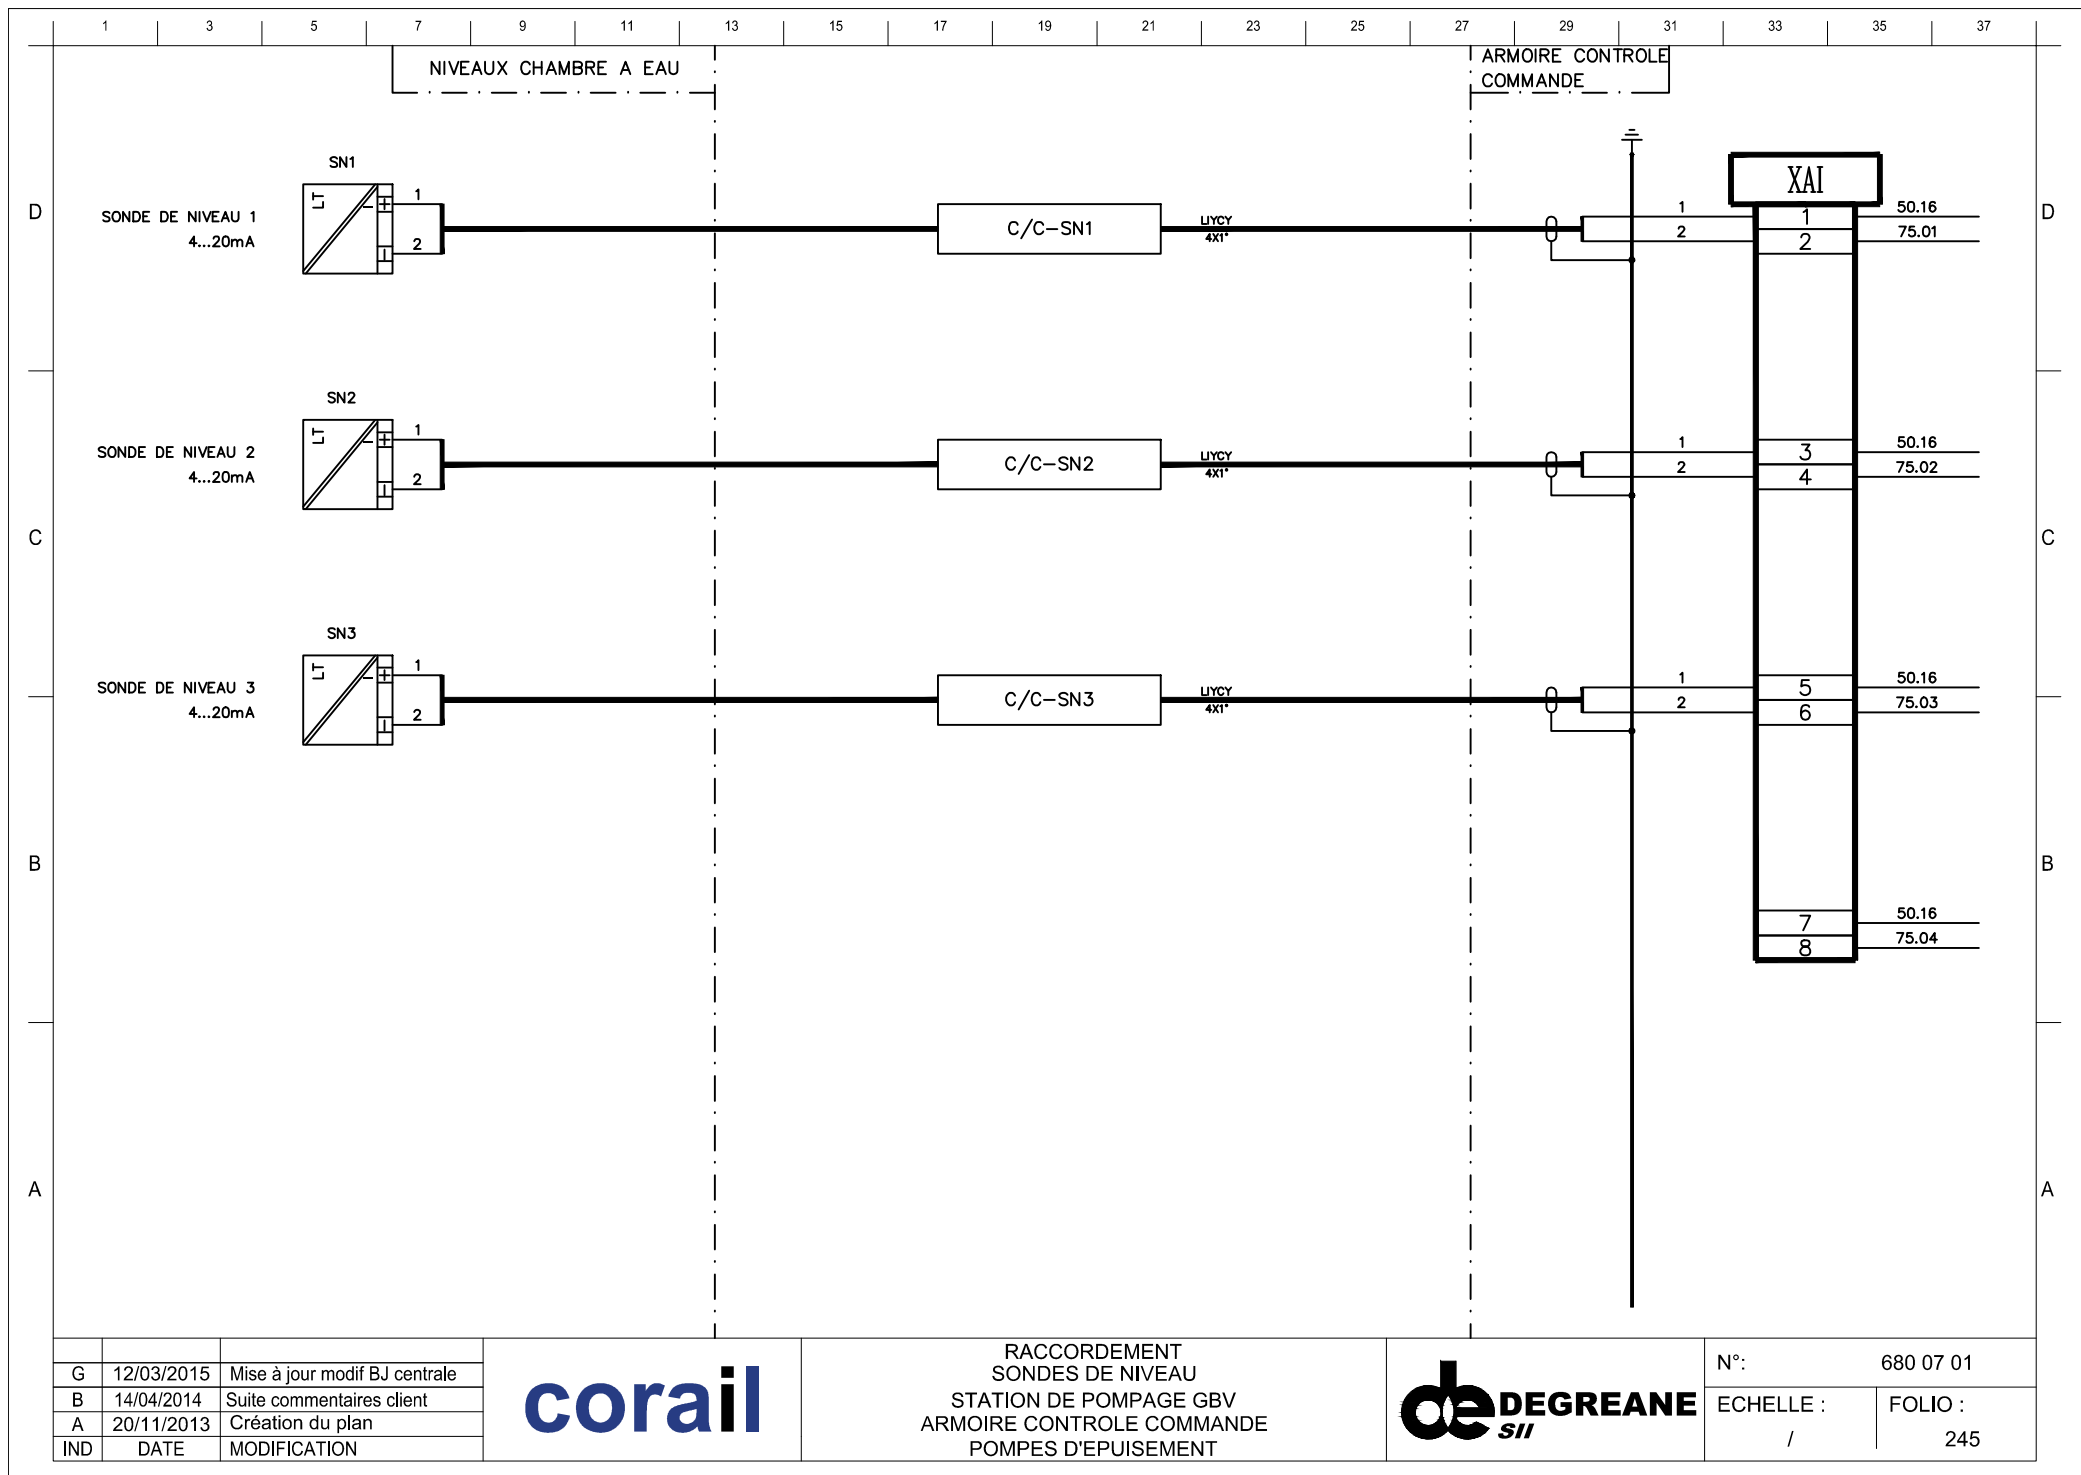 1 3 5 7 9 11 13 15 17 19 21 23 25 27 29 31 33 35 37
NIVEAUX CHAMBRE A EAU
ARMOIRE CONTROLE
COMMANDE
D
D
SN1
LT
SONDE DE NIVEAU 1
4...20mA
1
2
C/C-SN1
LIYCY
4X1°
1
2
XAI
1
2
50.16
75.01
SN2
LT
SONDE DE NIVEAU 2
4...20mA
1
2
C/C-SN2
LIYCY
4X1°
1
2
3
4
50.16
75.02
C
C
SN3
LT
SONDE DE NIVEAU 3
4...20mA
1
2
C/C-SN3
LIYCY
4X1°
1
2
5
6
50.16
75.03
B
B
7
8
50.16
75.04
A
A
G 12/03/2015 Mise à jour modif BJ centrale
B 14/04/2014 Suite commentaires client
A 20/11/2013 Création du plan
IND DATE MODIFICATION
corail
RACCORDEMENT
SONDES DE NIVEAU
STATION DE POMPAGE GBV
ARMOIRE CONTROLE COMMANDE
POMPES D'EPUISEMENT
de DEGREANE
SII
N°: 680 07 01
ECHELLE : /
FOLIO : 245